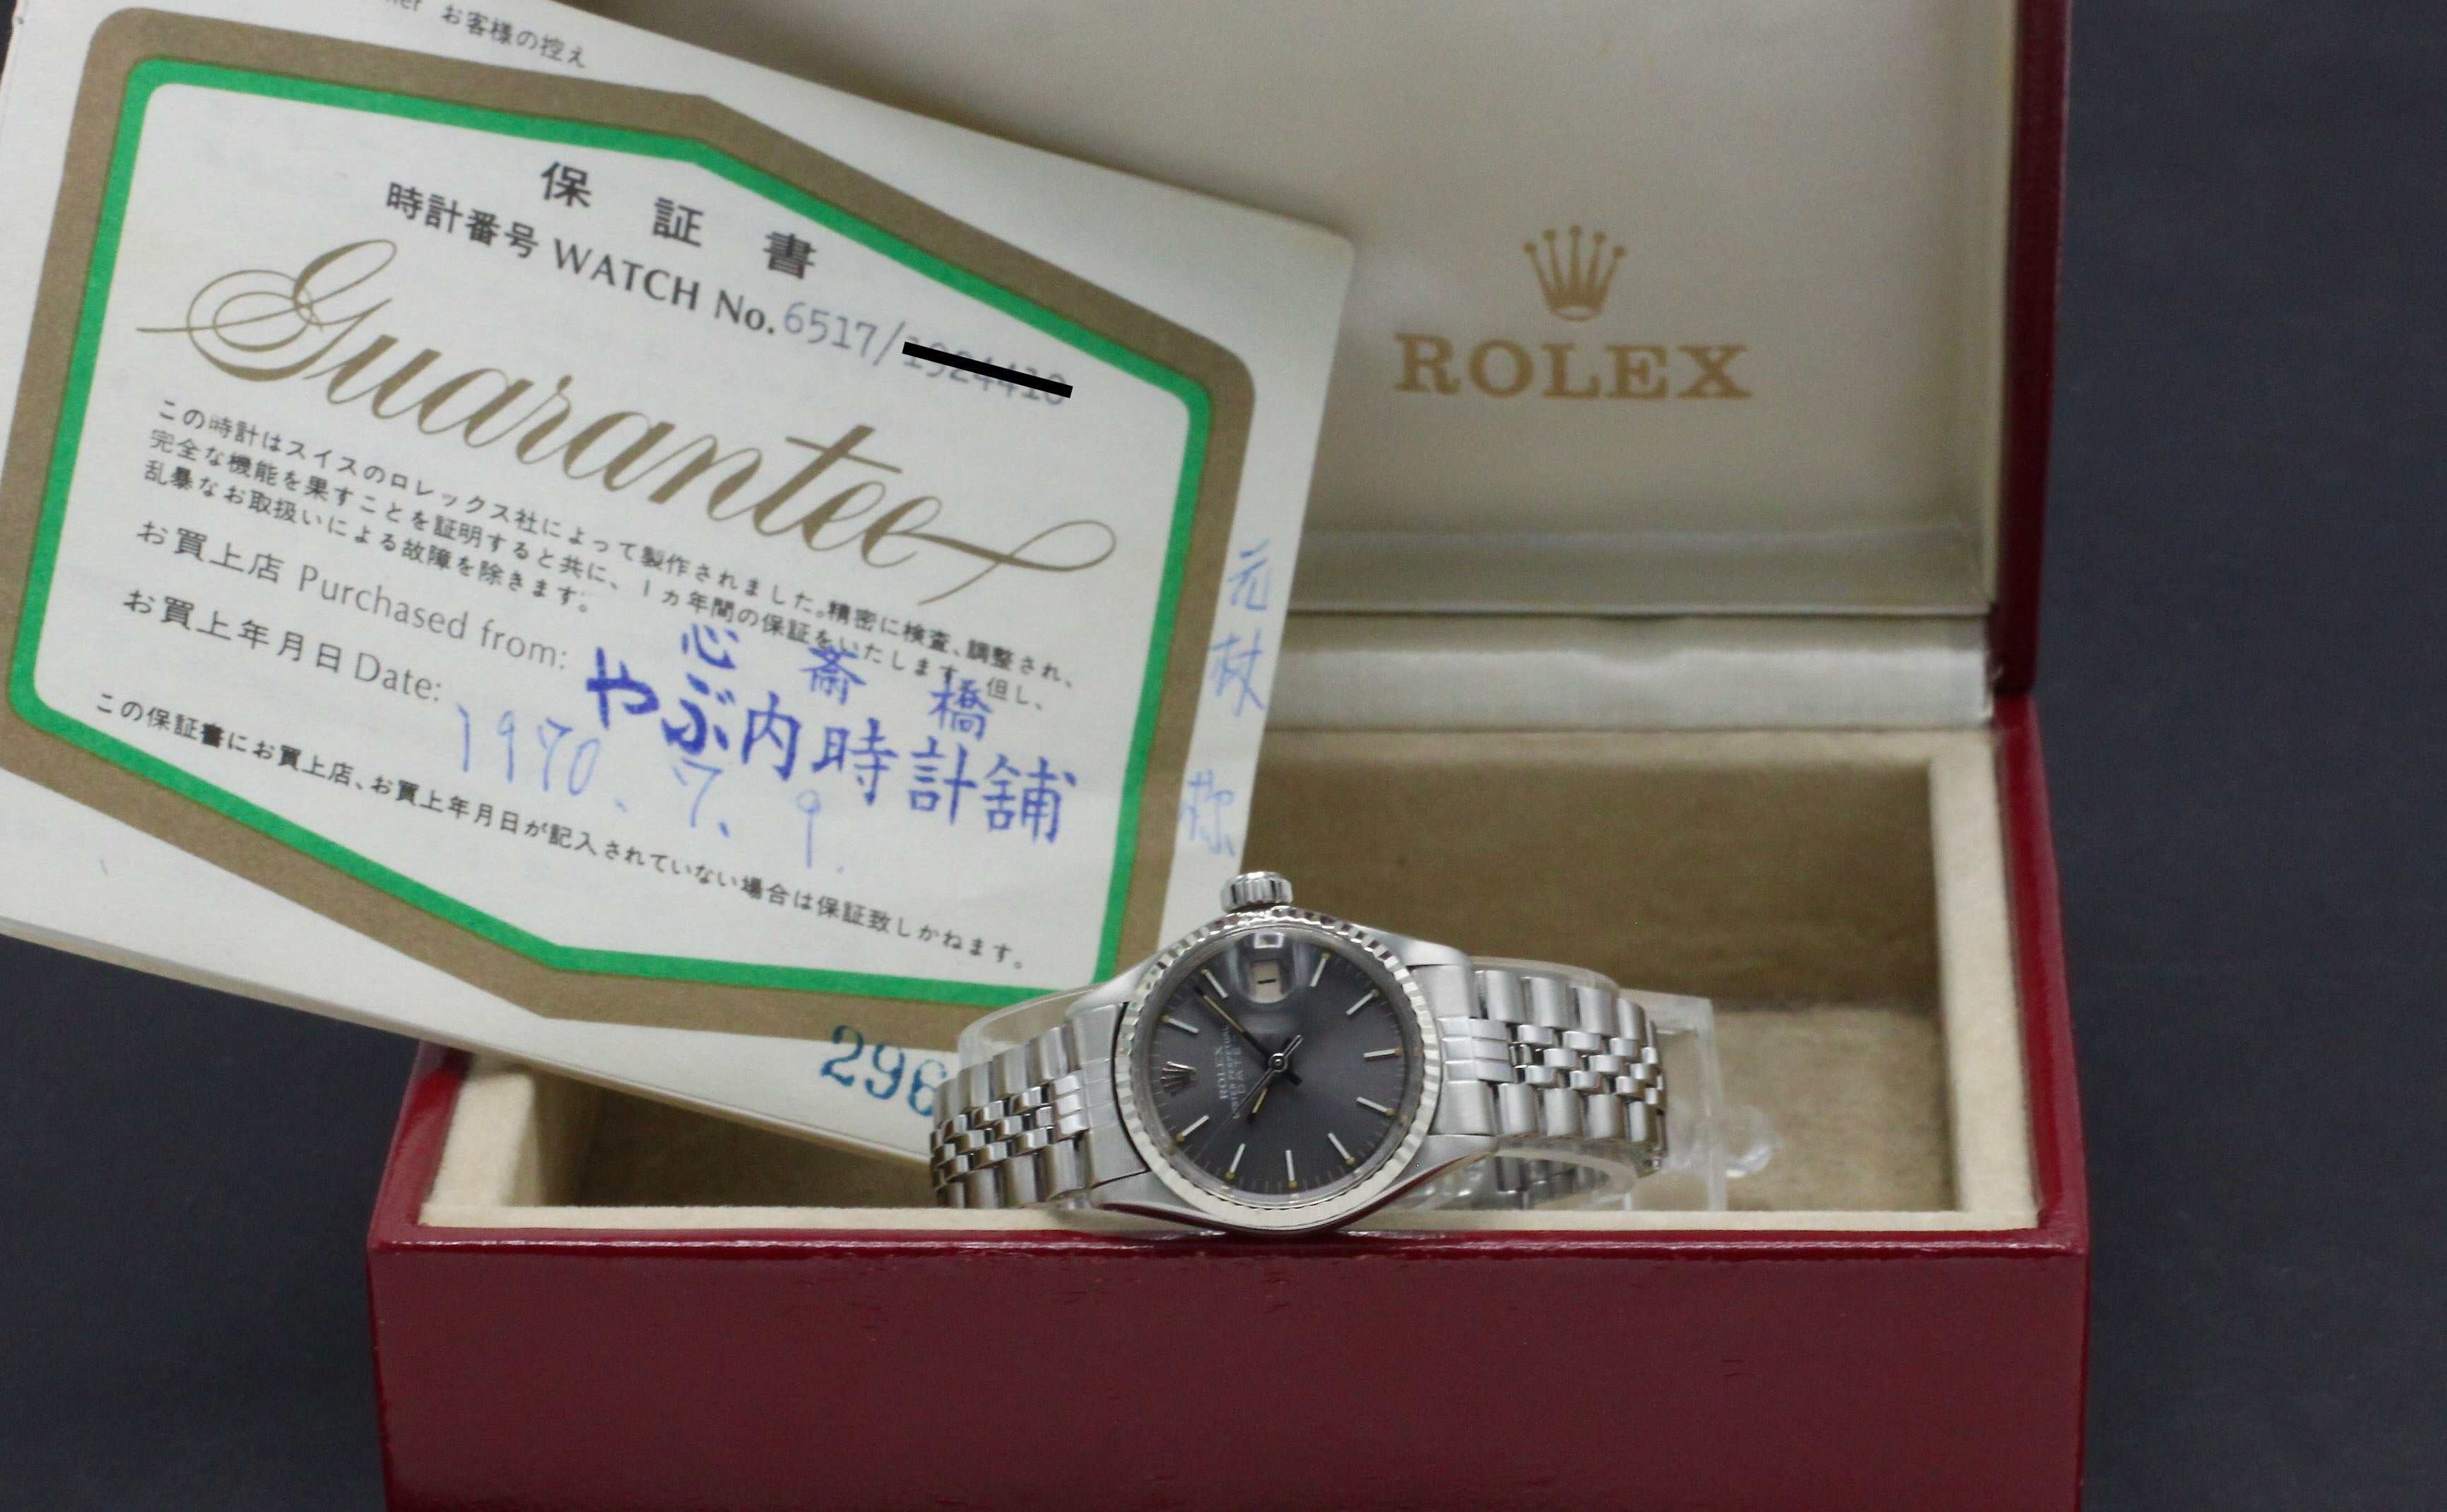 お客様の控え
保証書
時計番号 WATCH No. 6517/
Guarantee
この時計はスイスのロレックス社によって製作されました。精密に検査、調整され、
完全な機能を果すことを証明すると共に、1ヵ年間の保証をいたします。但し、
乱暴なお取扱いによる故障を除きます。
お買上店 Purchased from:
心斎橋
やぶ内時計舗
お買上年月日 Date: 1970. 7. 9.
この保証書にお買上店、お買上年月日が記入されていない場合は保証致しかねます。
296
ROLEX
ROLEX
OYSTER PERPETUAL
DATE